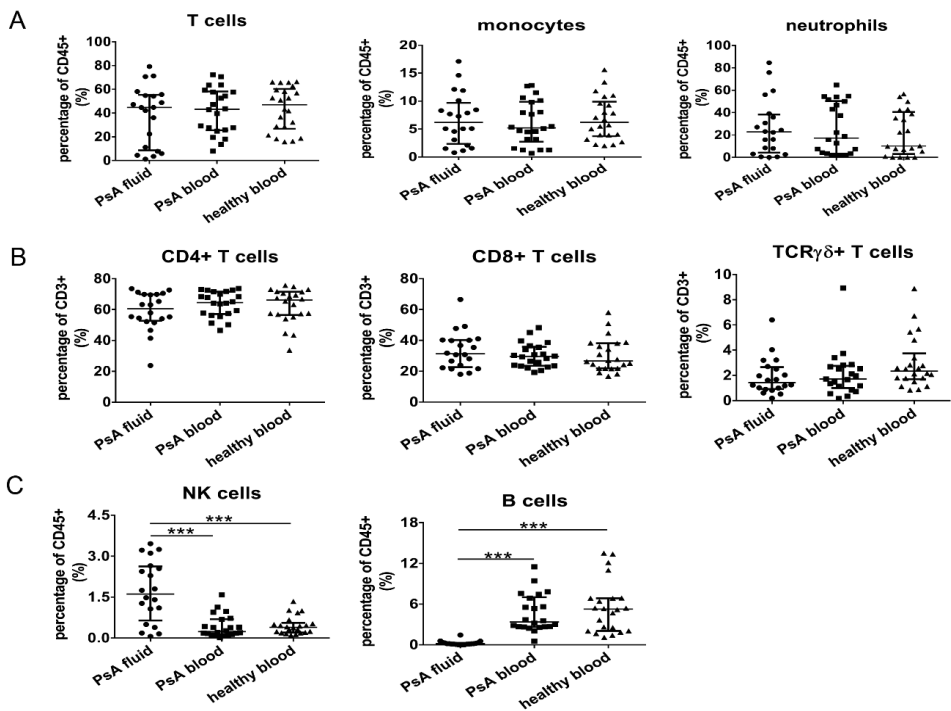 A
T cells
percentage of CD45+
(%)
100
80
60
40
20
0
PsA fluid
PsA blood
healthy blood
monocytes
percentage of CD45+
(%)
20
15
10
5
0
PsA fluid
PsA blood
healthy blood
neutrophils
percentage of CD45+
(%)
100
80
60
40
20
0
PsA fluid
PsA blood
healthy blood
B
CD4+ T cells
percentage of CD3+
(%)
80
60
40
20
0
PsA fluid
PsA blood
healthy blood
CD8+ T cells
percentage of CD3+
(%)
80
60
40
20
0
PsA fluid
PsA blood
healthy blood
TCRγδ+ T cells
percentage of CD3+
(%)
10
8
6
4
2
0
PsA fluid
PsA blood
healthy blood
C
NK cells
percentage of CD45+
(%)
4.5
3.0
1.5
0.0
***
***
PsA fluid
PsA blood
healthy blood
B cells
percentage of CD45+
(%)
18
12
6
0
***
***
PsA fluid
PsA blood
healthy blood